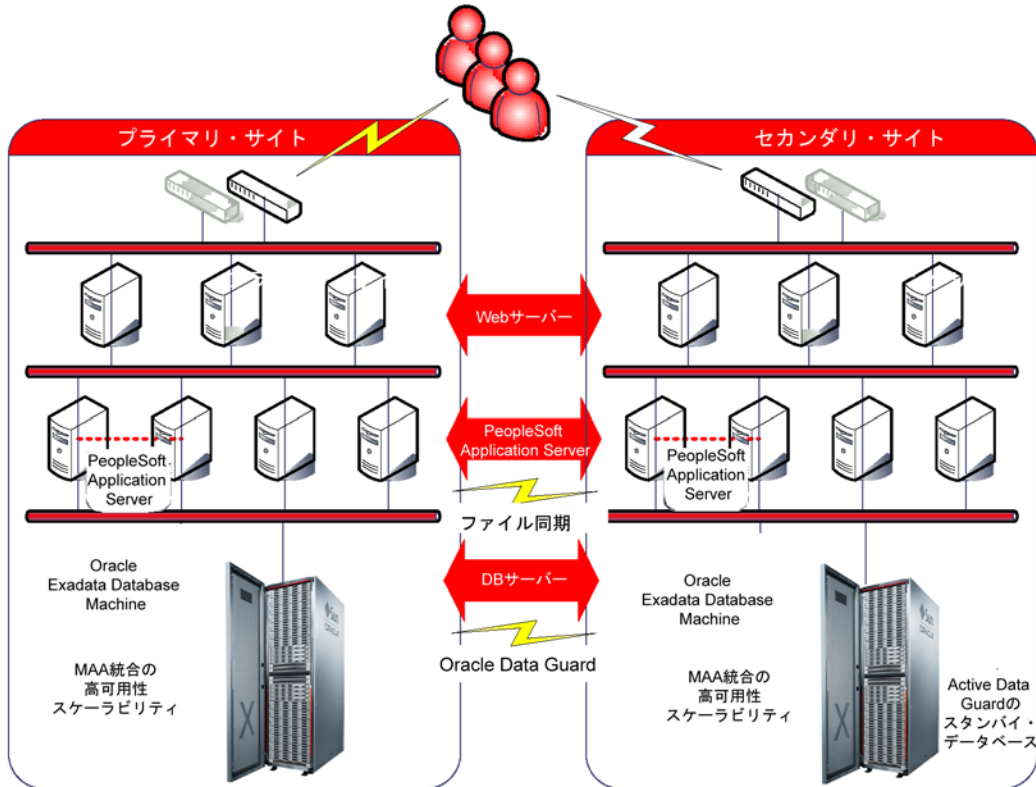 プライマリ・サイト
セカンダリ・サイト
Webサーバー
PeopleSoft
Application Server
PeopleSoft
Application
Server
PeopleSoft
Application
Server
ファイル同期
DBサーバー
Oracle
Exadata Database
Machine
Oracle
Exadata Database
Machine
Oracle Data Guard
MAA統合の
高可用性
スケーラビリティ
MAA統合の
高可用性
スケーラビリティ
Active Data
Guardの
スタンバイ・
データベース
Sun
ORACLE
X
Sun
ORACLE
X